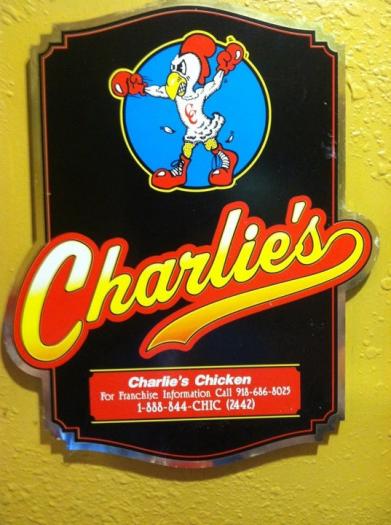 CC
Charlie's
Charlie's Chicken
For Franchise Information Call 918-686-8025
1-888-844-CHIC (2442)